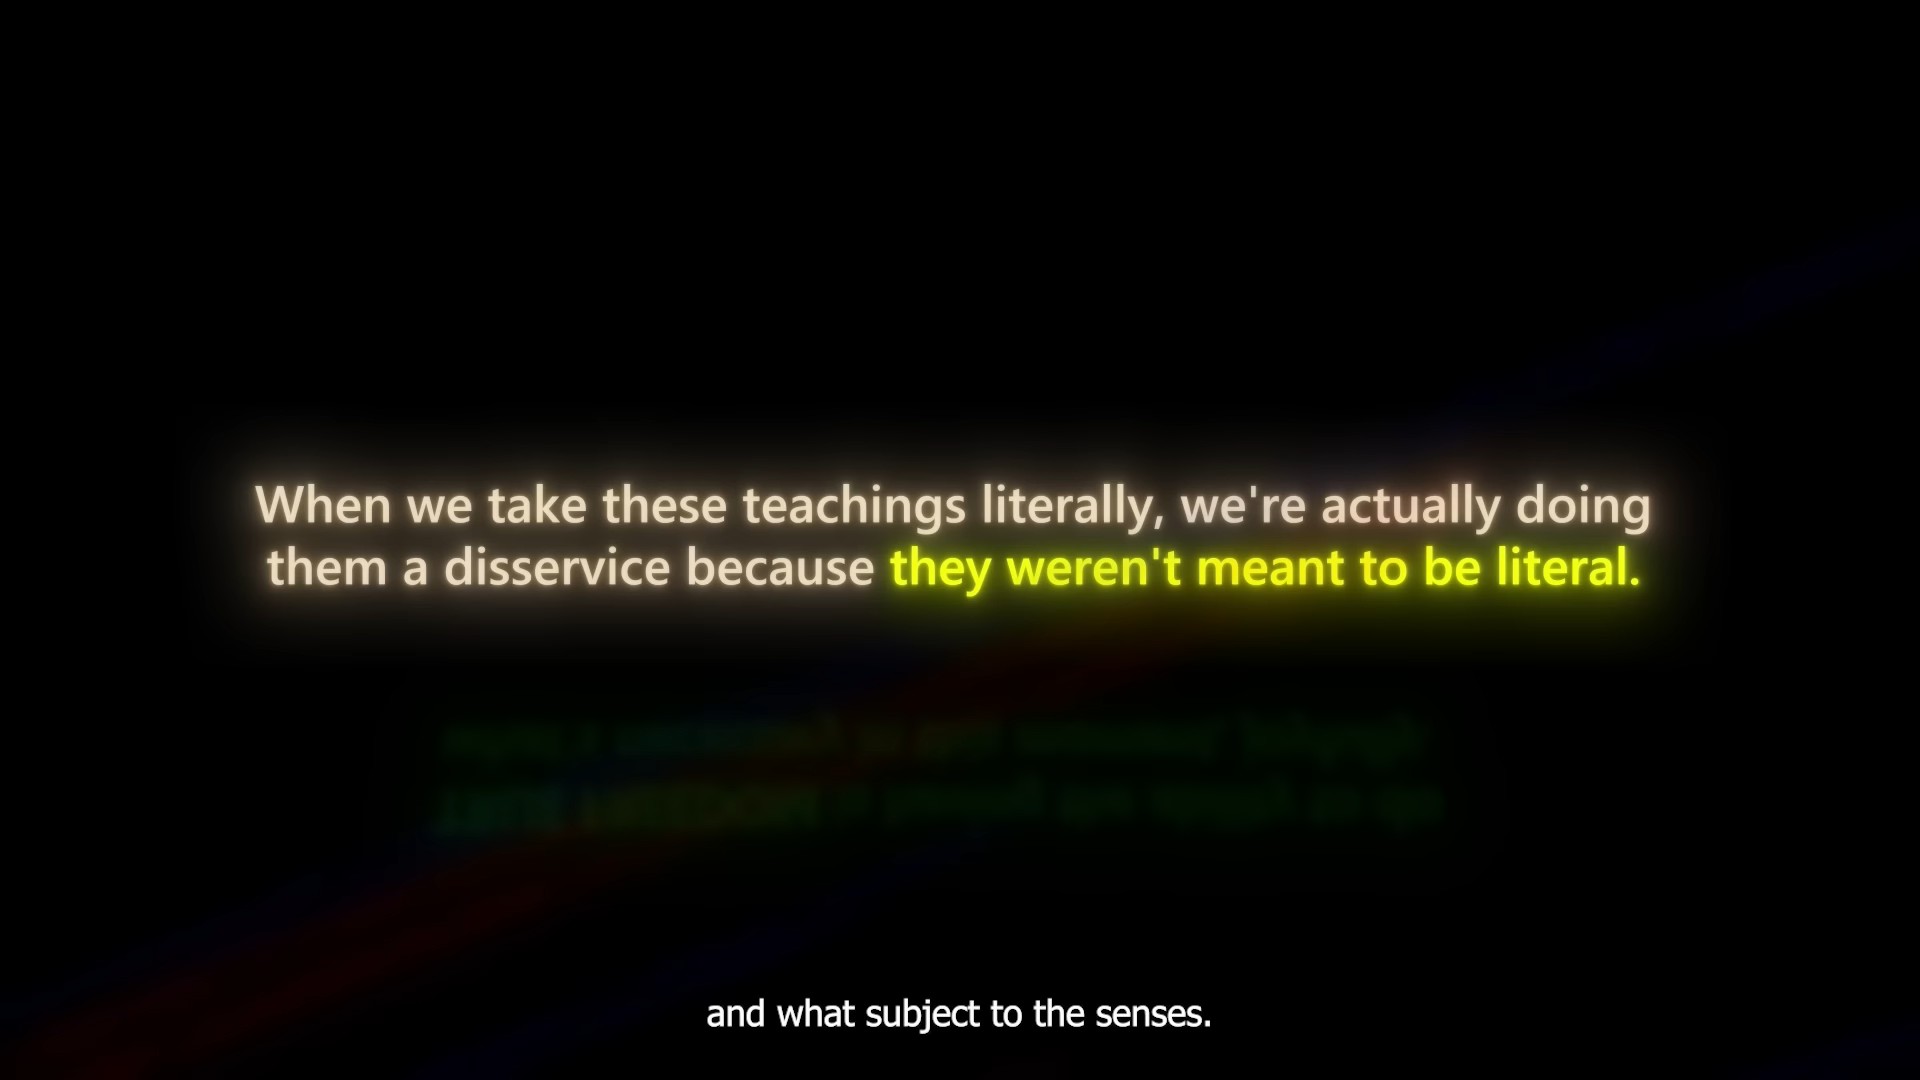 When we take these teachings literally, we're actually doing
them a disservice because they weren't meant to be literal.
and what subject to the senses.